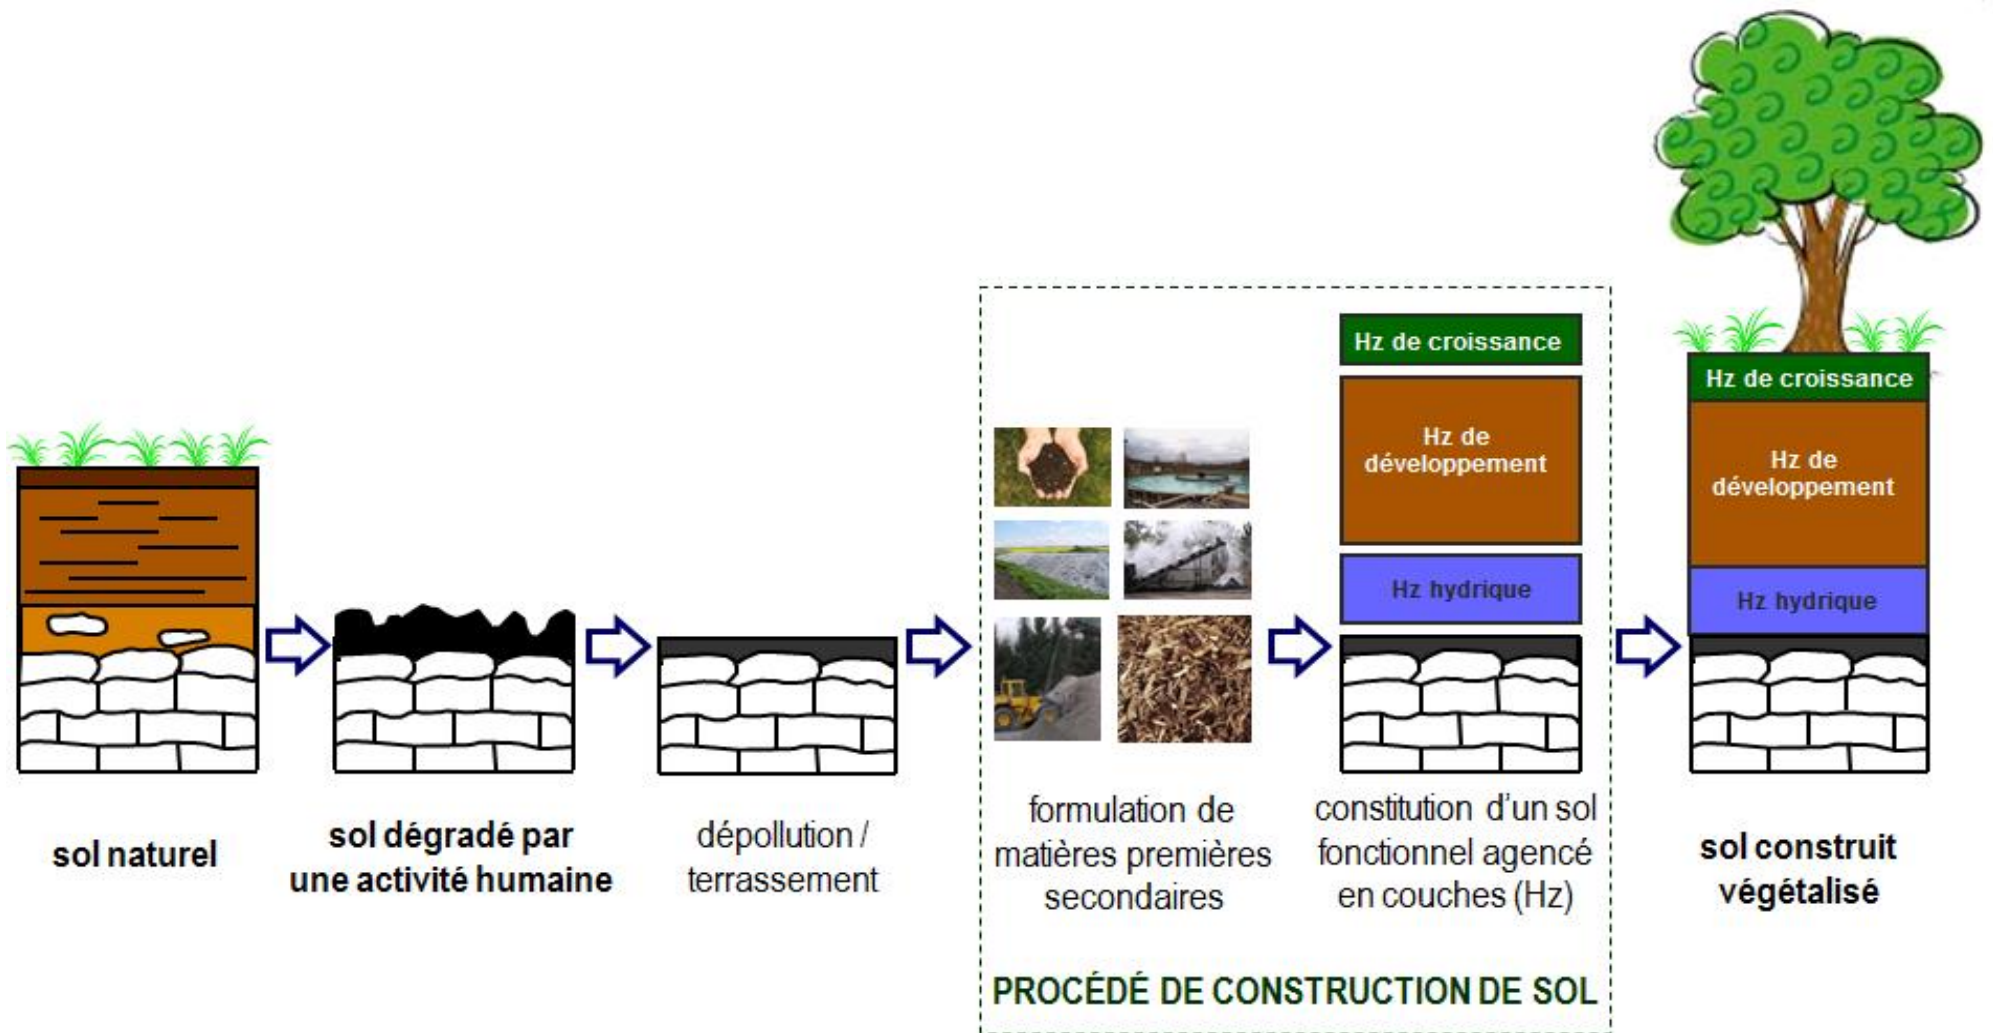 sol naturel
sol dégradé par
une activité humaine
dépollution /
terrassement
formulation de
matières premières
secondaires
Hz de croissance
Hz de
développement
Hz hydrique
constitution d'un sol
fonctionnel agencé
en couches (Hz)
PROCÉDÉ DE CONSTRUCTION DE SOL
Hz de croissance
Hz de
développement
Hz hydrique
sol construit
végétalisé